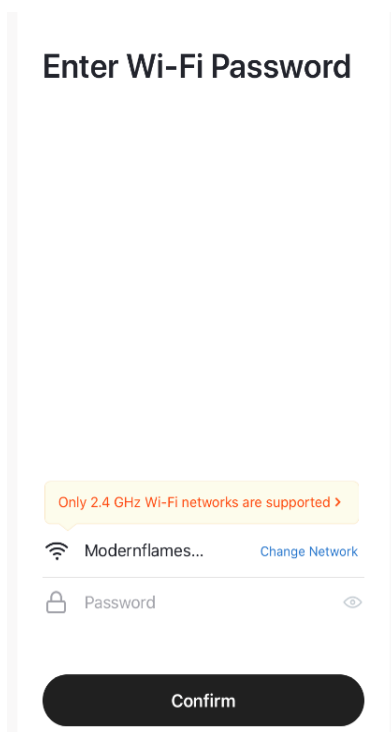 Enter Wi-Fi Password
Only 2.4 GHz Wi-Fi networks are supported >
Modernflames... Change Network
Password
Confirm